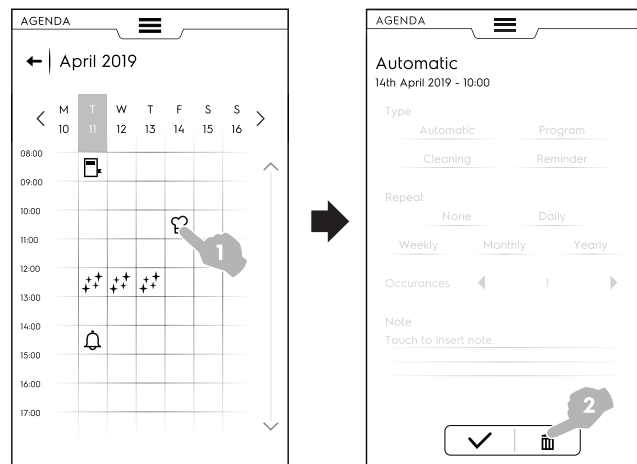 AGENDA
April 2019
M T W T F S S
10 11 12 13 14 15 16
08:00
09:00
10:00
11:00
12:00
13:00
14:00
15:00
16:00
17:00
1
AGENDA
Automatic
14th April 2019 - 10:00
Type
Automatic Program
Cleaning Reminder
Repeat
None Daily
Weekly Monthly Yearly
Occurances 1
Note
Touch to insert note.
2